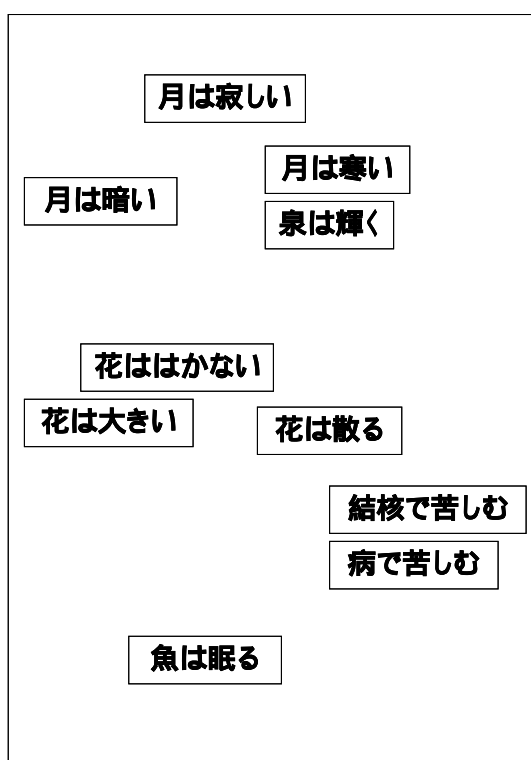 月は寂しい
月は寒い
月は暗い
泉は輝く
花ははかない
花は大きい
花は散る
結核で苦しむ
病で苦しむ
魚は眠る